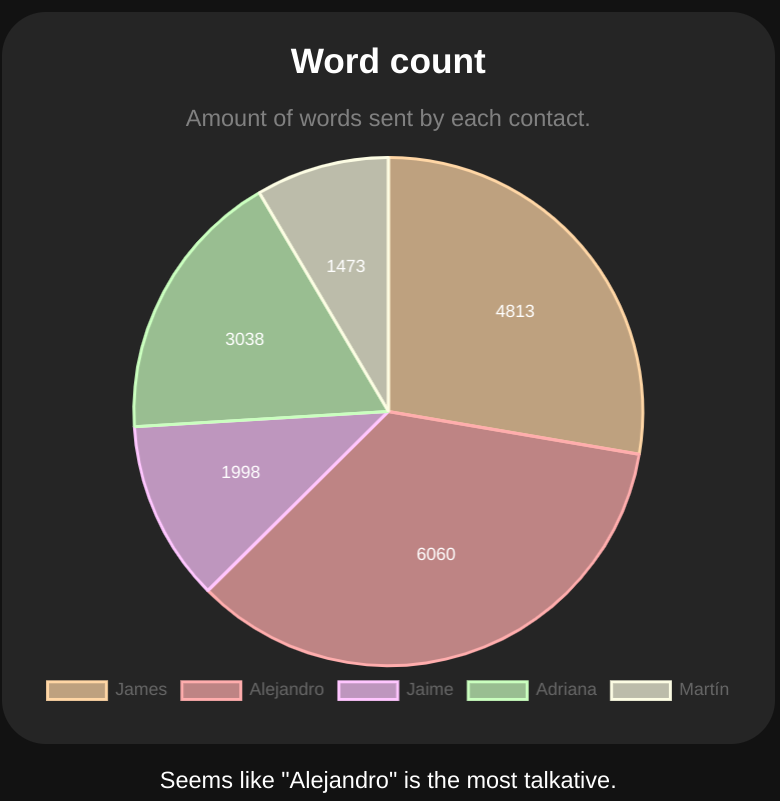 Word count
Amount of words sent by each contact.
1473
4813
3038
1998
6060
James Alejandro Jaime Adriana Martín
Seems like "Alejandro" is the most talkative.